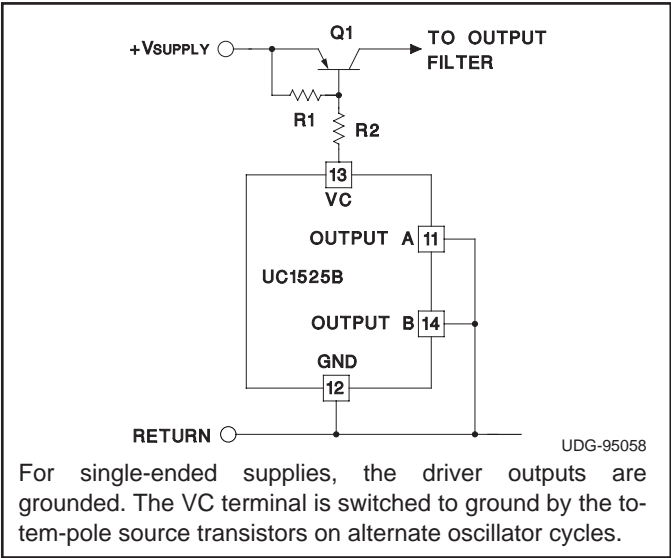 Q1
+VSUPPLY
TO OUTPUT
FILTER
R1
R2
13
VC
OUTPUT A 11
UC1525B
OUTPUT B 14
GND
12
RETURN
UDG-95058
For single-ended supplies, the driver outputs are
grounded. The VC terminal is switched to ground by the to-
tem-pole source transistors on alternate oscillator cycles.